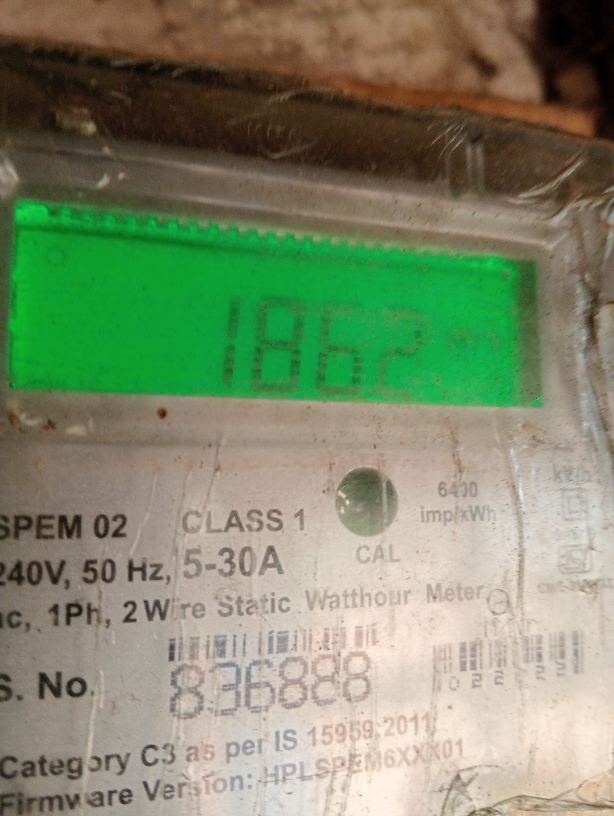 1862
SPEM 02 CLASS 1
6400
imp/kWh
CAL
240V, 50 Hz, 5-30A
ac, 1Ph, 2 Wire Static Watthour Meter
S. No. 836888
Category C3 as per IS 15959:2011
Firmware Version: HPLSPEM6XXX01